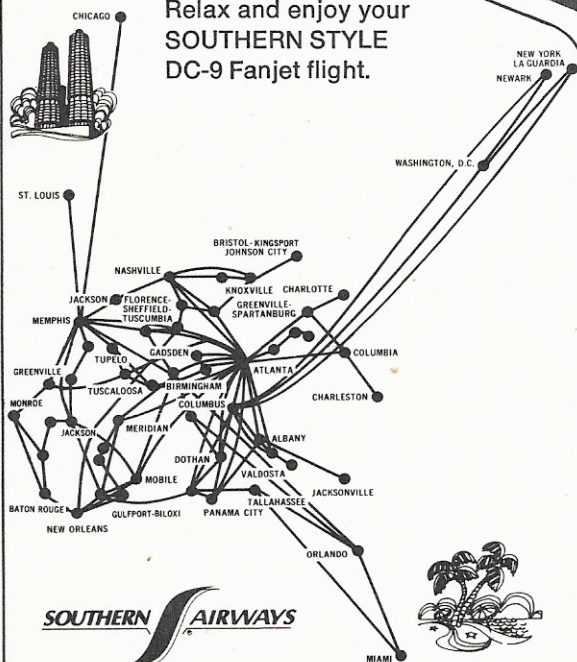 Relax and enjoy your
SOUTHERN STYLE
DC-9 Fanjet flight.
CHICAGO
NEW YORK
LA GUARDIA
NEWARK
WASHINGTON, D.C.
ST. LOUIS
BRISTOL-KINGSPORT
JOHNSON CITY
NASHVILLE
KNOXVILLE
CHARLOTTE
JACKSON
FLORENCE-
SHEFFIELD-
TUSCUMBIA
GREENVILLE-
SPARTANBURG
MEMPHIS
TUPELO
GADSDEN
ATLANTA
COLUMBIA
GREENVILLE
TUSCALOOSA
BIRMINGHAM
CHARLESTON
MONROE
COLUMBUS
JACKSON
MERIDIAN
ALBANY
DOTHAN
VALDOSTA
MOBILE
JACKSONVILLE
BATON ROUGE
GULFPORT-BILOXI
PANAMA CITY
TALLAHASSEE
NEW ORLEANS
ORLANDO
SOUTHERN AIRWAYS
MIAMI